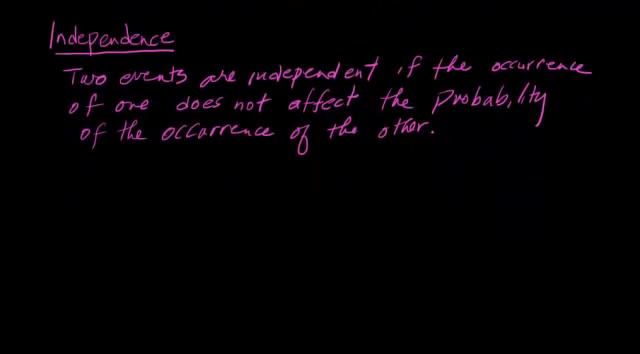 Independence
Two events are independent if the occurrence
of one does not affect the probability
of the occurrence of the other.